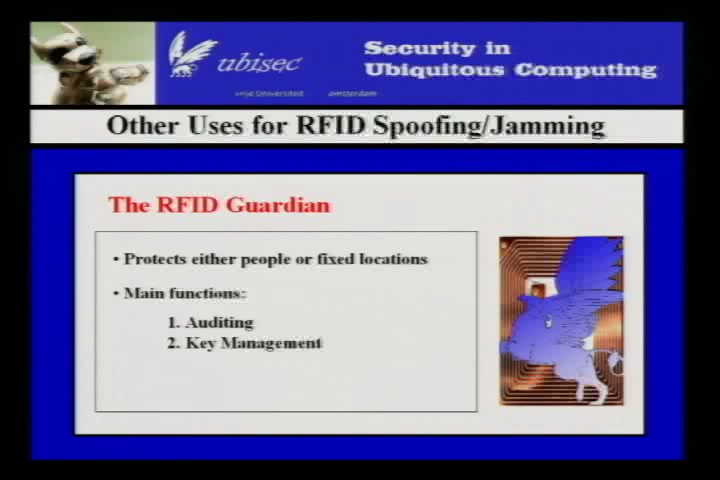 ubisec
Security in
Ubiquitous Computing
vrije Universiteit amsterdam
Other Uses for RFID Spoofing/Jamming
The RFID Guardian
• Protects either people or fixed locations
• Main functions:
1. Auditing
2. Key Management